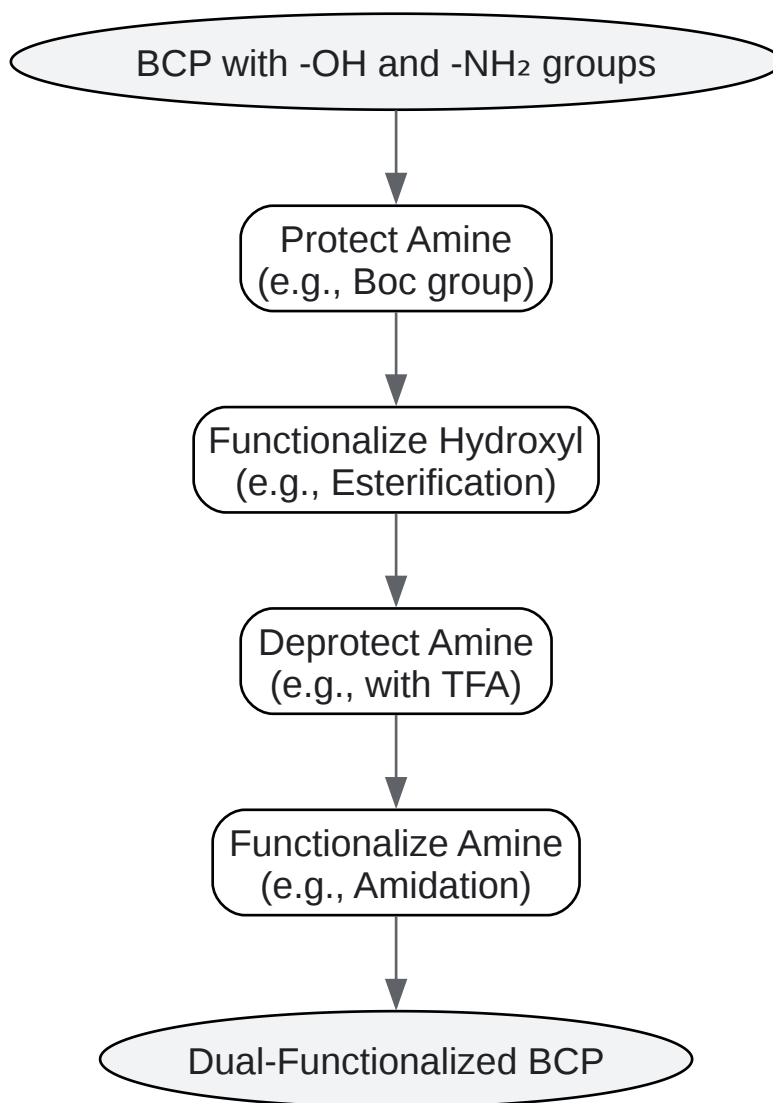 BCP with -OH and -NH₂ groups
Protect Amine
(e.g., Boc group)
Functionalize Hydroxyl
(e.g., Esterification)
Deprotect Amine
(e.g., with TFA)
Functionalize Amine
(e.g., Amidation)
Dual-Functionalized BCP